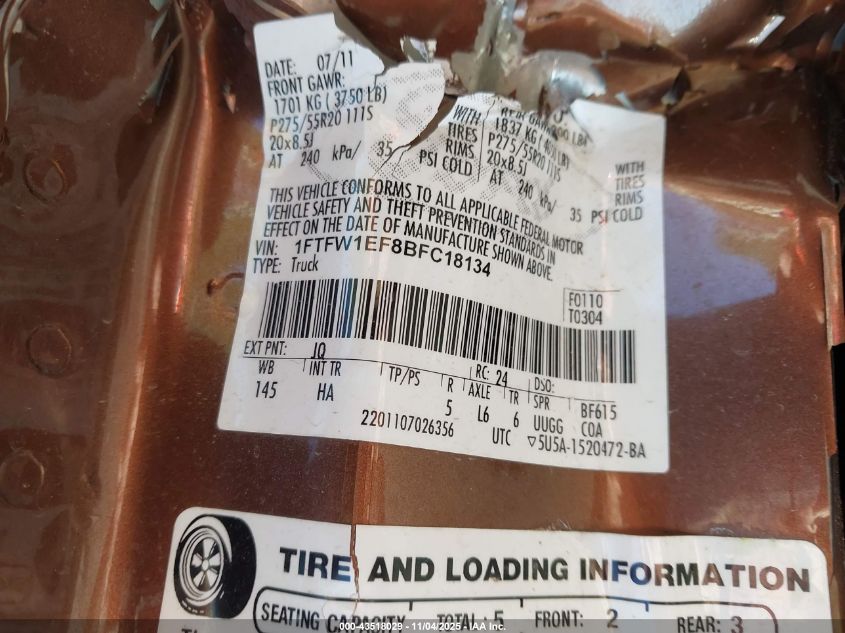 DATE: 07/11
FRONT GAWR:
1701 KG ( 3750 LB)
P275/55R20 111S
20x8.5J
AT 240 kPa/ 35 PSI COLD
WITH
TIRES
RIMS
1837 KG
P275/55R20 111S
20x8.5J
AT 240 kPa/ 35 PSI COLD
WITH
TIRES
RIMS
THIS VEHICLE CONFORMS TO ALL APPLICABLE FEDERAL MOTOR
VEHICLE SAFETY AND THEFT PREVENTION STANDARDS IN
EFFECT ON THE DATE OF MANUFACTURE SHOWN ABOVE.
VIN: 1FTFW1EF8BFC18134
TYPE: Truck
F0110
T0304
EXT PNT: JQ RC: 24 DSO:
WB INT TR TP/PS R AXLE TR SPR BF615
145 HA 5 L6 6 UUGG COA
2201107026356 UTC ▽5U5A-1520472-BA
TIRE AND LOADING INFORMATION
SEATING CAPACITY TOTAL: 5 FRONT: 2 REAR: 3
000-43518029 - 11/04/2025 - IAA Inc.